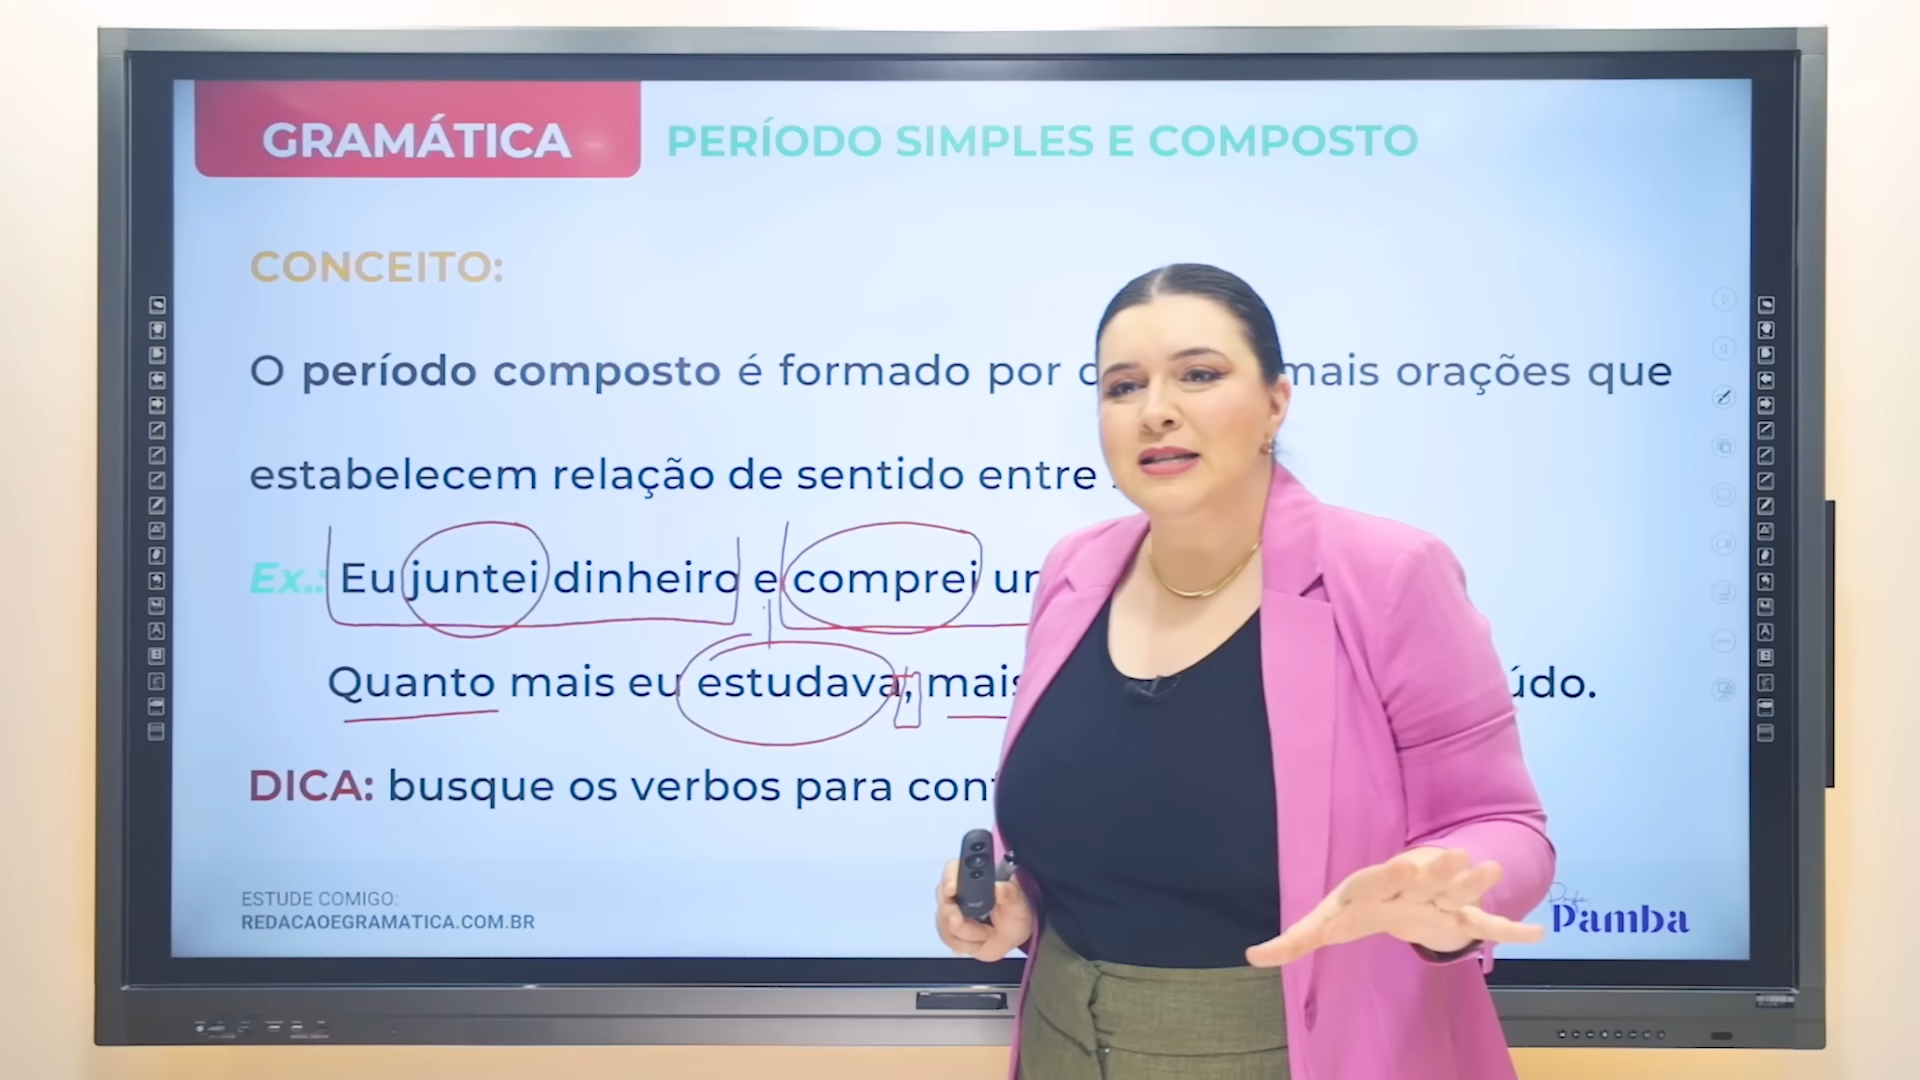 GRAMÁTICA PERÍODO SIMPLES E COMPOSTO
CONCEITO:
O período composto é formado por mais orações que
estabelecem relação de sentido entre
Ex.: Eu juntei dinheiro e comprei
Quanto mais eu estudava, mais
DICA: busque os verbos para
ESTUDE COMIGO:
REDACAOEGRAMATICA.COM.BR
Profa
Pamba